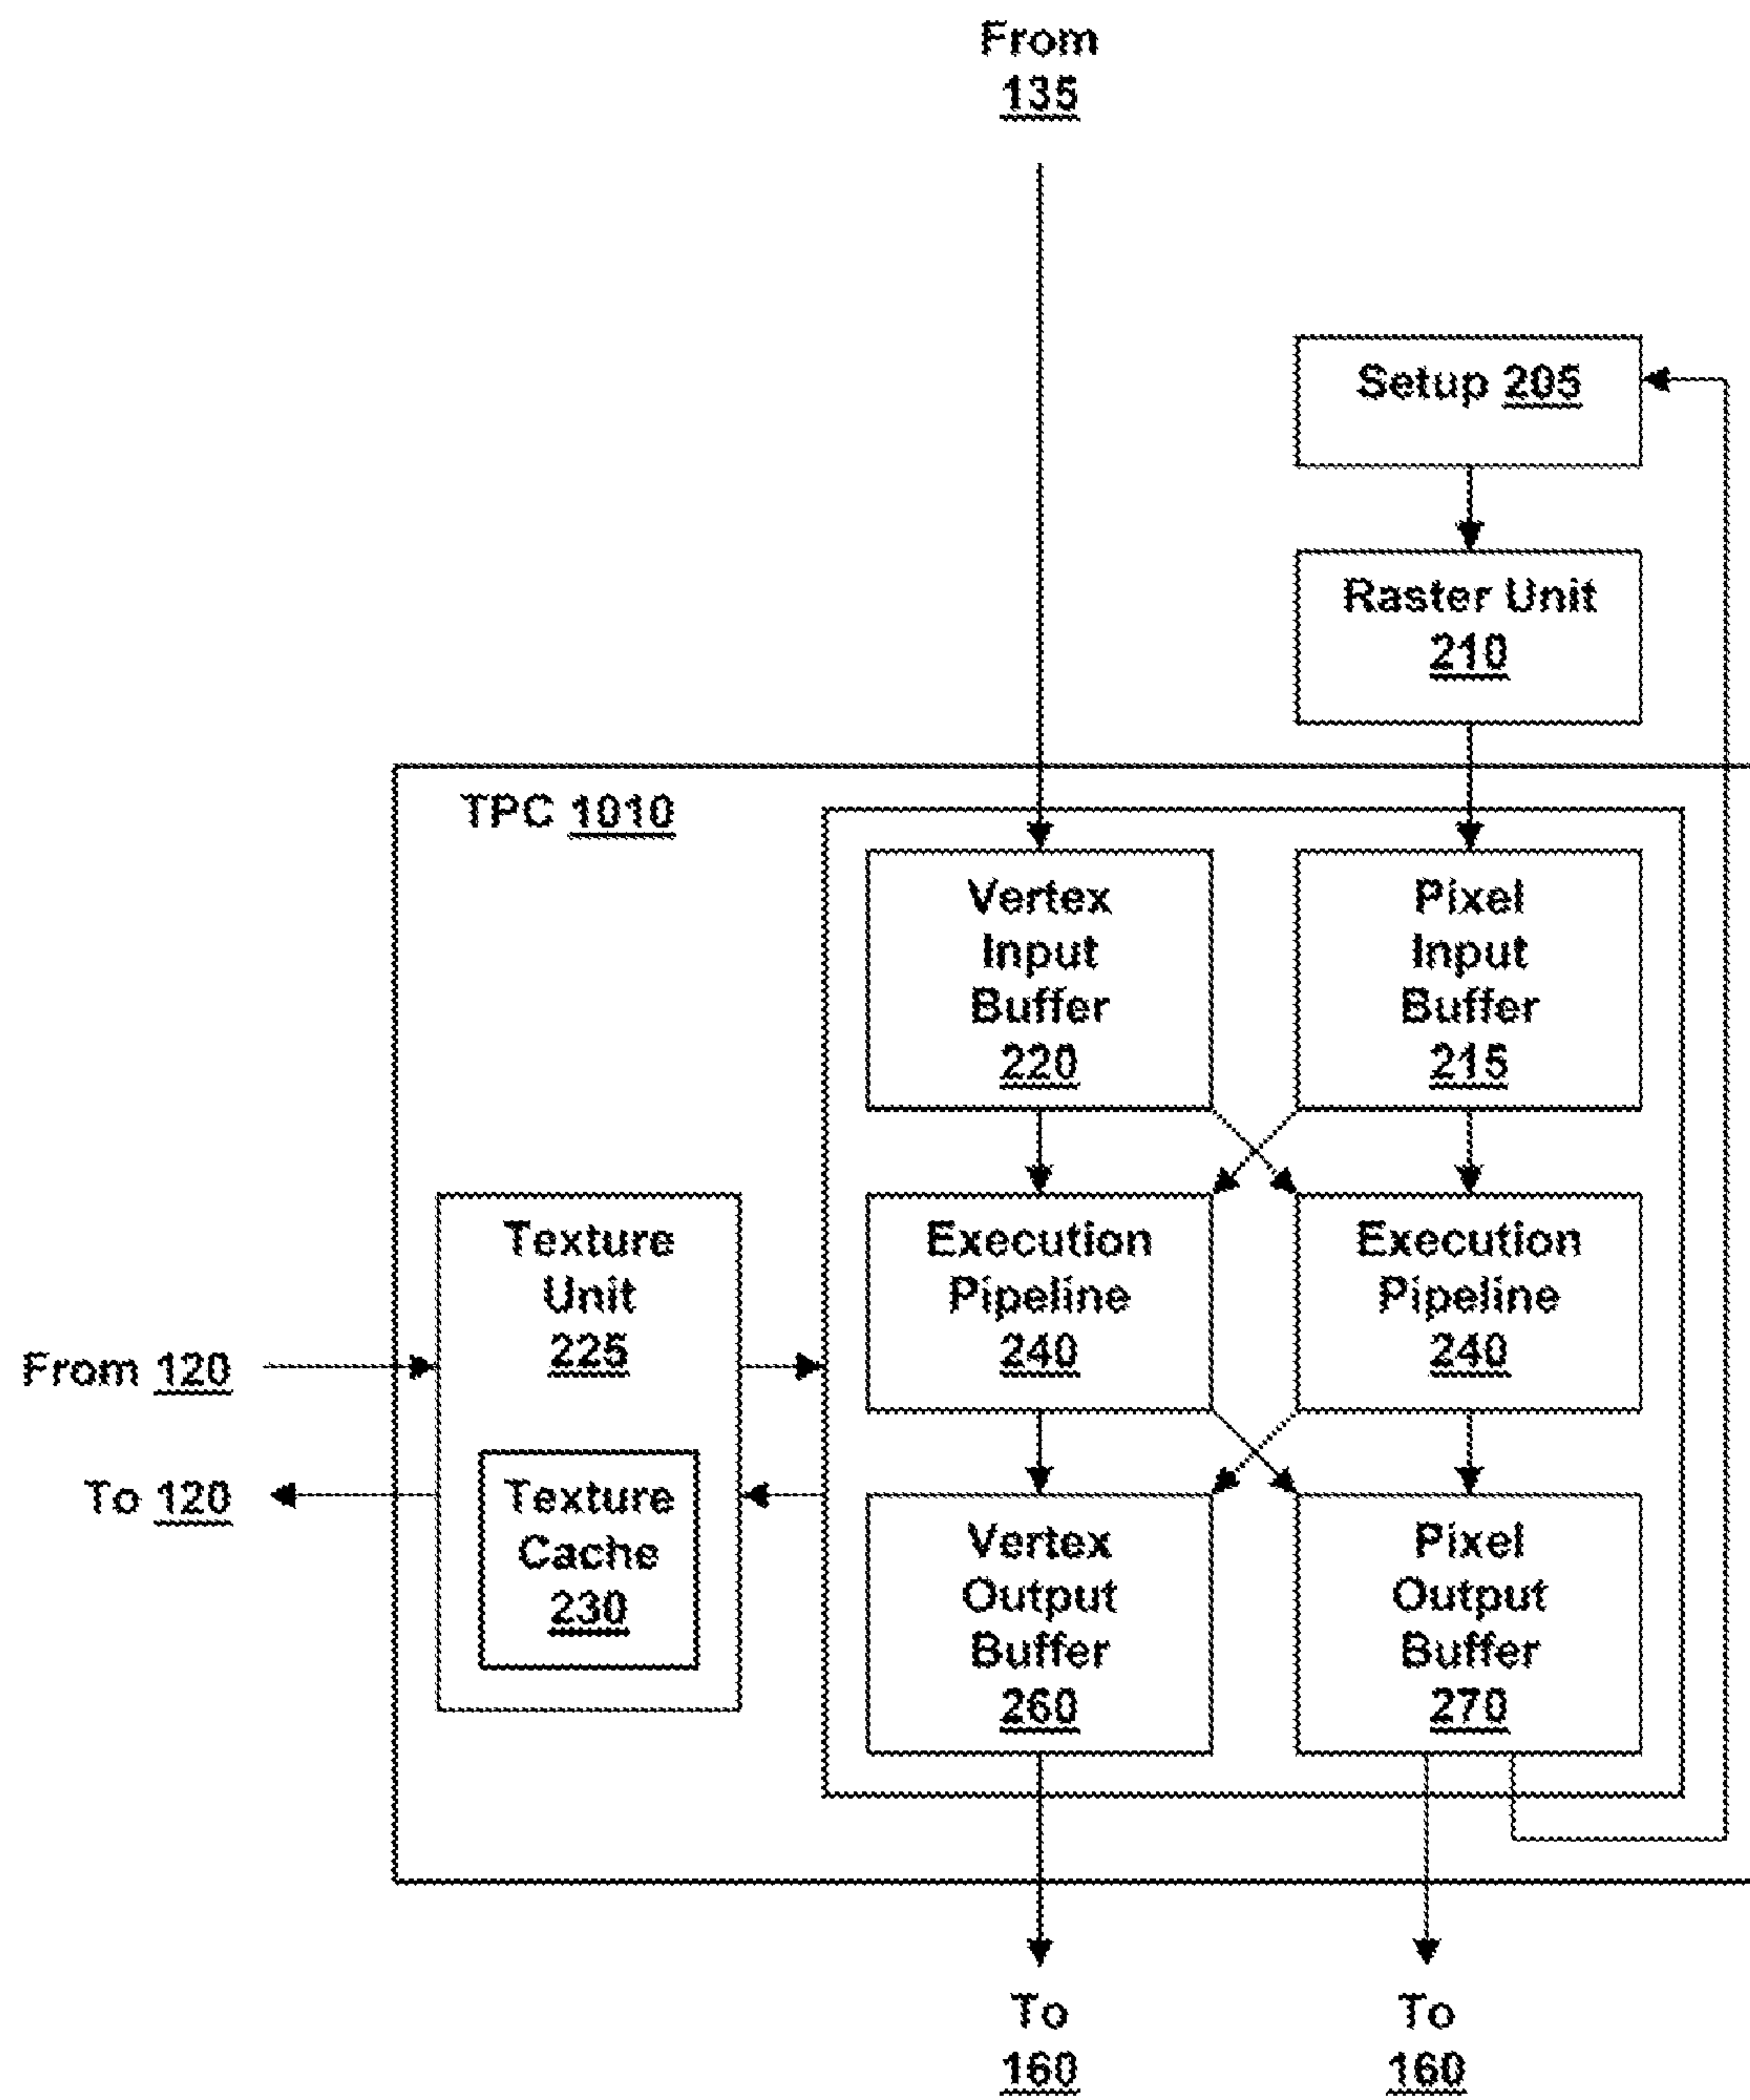 From
135
Setup 205
Raster Unit
210
TPC 1010
Vertex
Input
Buffer
220
Pixel
Input
Buffer
215
Texture
Unit
225
Execution
Pipeline
240
Execution
Pipeline
240
From 120
To 120
Texture
Cache
230
Vertex
Output
Buffer
260
Pixel
Output
Buffer
270
To
160
To
160